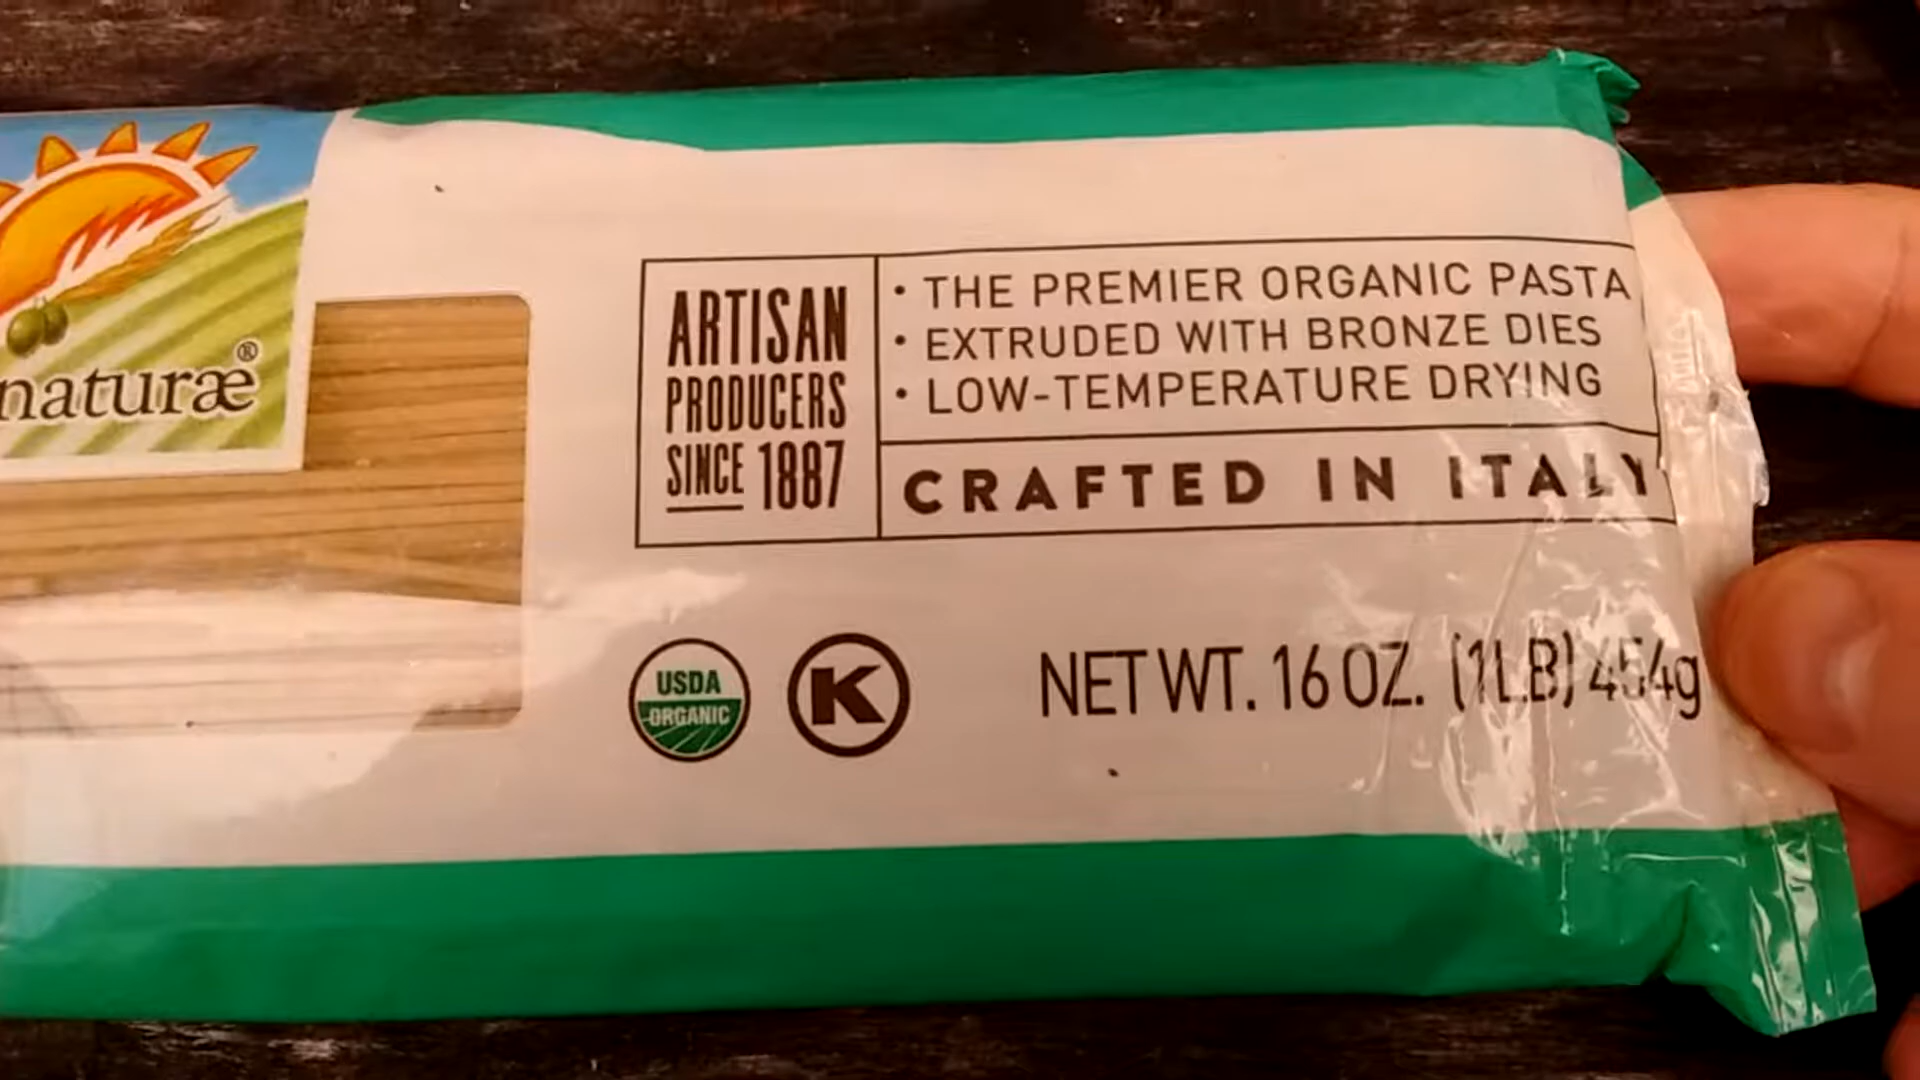 naturæ®
ARTISAN
PRODUCERS
SINCE 1887
• THE PREMIER ORGANIC PASTA
• EXTRUDED WITH BRONZE DIES
• LOW-TEMPERATURE DRYING
CRAFTED IN ITALY
USDA
ORGANIC
K
NET WT. 16 OZ. (1LB) 454g